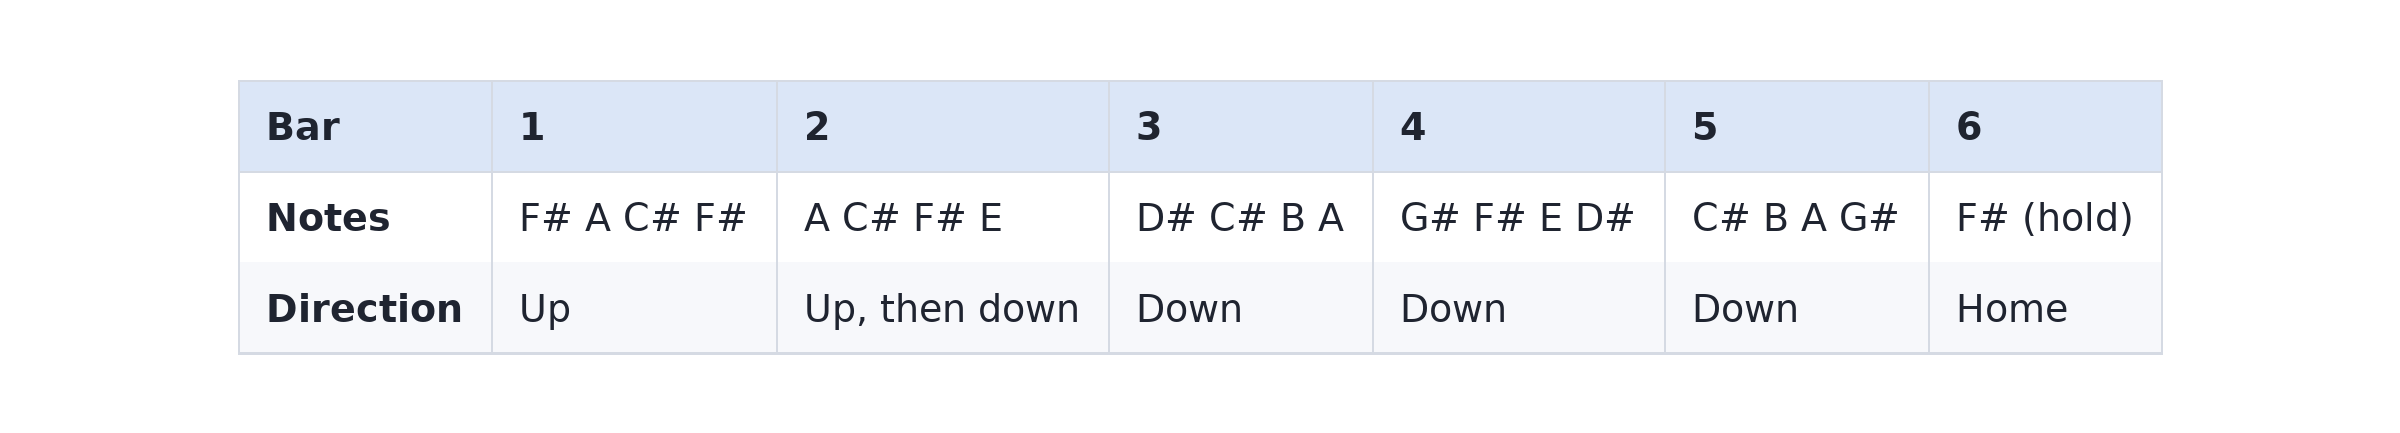 Bar 1 2 3 4 5 6
Notes F# A C# F# A C# F# E D# C# B A G# F# E D# C# B A G# F# (hold)
Direction Up Up, then down Down Down Down Home